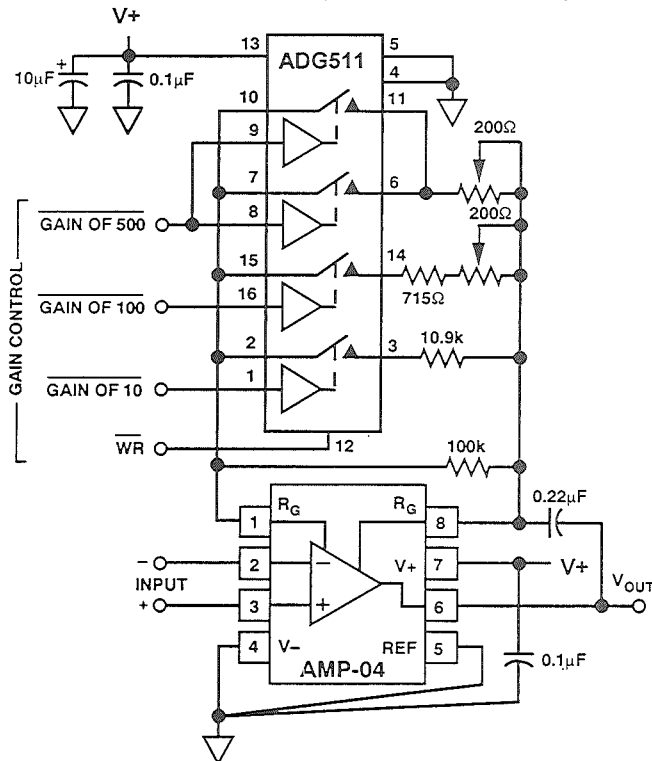 V+
10µF
+
0.1µF
13
ADG511
5
4
10
11
9
200Ω
7
6
GAIN OF 500
8
200Ω
15
14
GAIN OF 100
16
715Ω
2
3
10.9k
GAIN OF 10
1
WR
12
GAIN CONTROL
100k
0.22µF
1
RG
RG
8
−
2
−
V+
7
V+
INPUT
VOUT
+
3
+
6
4
V−
REF
5
0.1µF
AMP-04